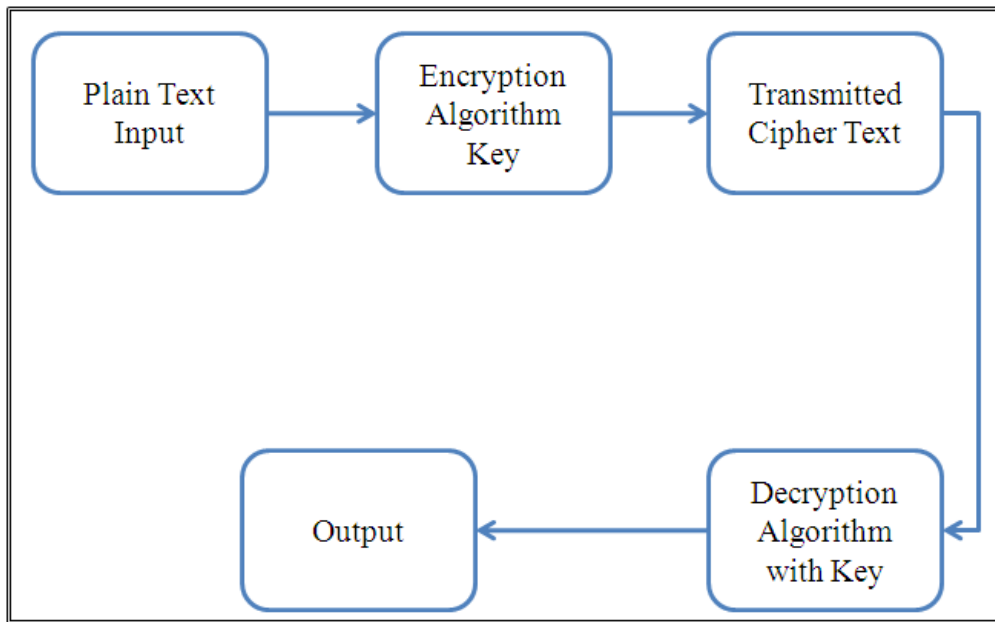 Plain Text
Input
Encryption
Algorithm
Key
Transmitted
Cipher Text
Decryption
Algorithm
with Key
Output